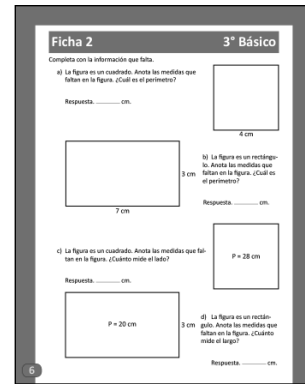 Ficha 2
3° Básico
Completa con la información que falta.
a) La figura es un cuadrado. Anota las medidas que
faltan en la figura. ¿Cuál es el perímetro?
Respuesta. ............ cm.
4 cm
3 cm
7 cm
b) La figura es un rectángu-
lo. Anota las medidas que
faltan en la figura. ¿Cuál es
el perímetro?
Respuesta. ............ cm.
c) La figura es un cuadrado. Anota las medidas que fal-
tan en la figura. ¿Cuánto mide el lado?
Respuesta. ............ cm.
P = 28 cm
P = 20 cm
3 cm
d) La figura es un rectán-
gulo. Anota las medidas que
faltan en la figura. ¿Cuánto
mide el largo?
Respuesta. ............ cm.
6